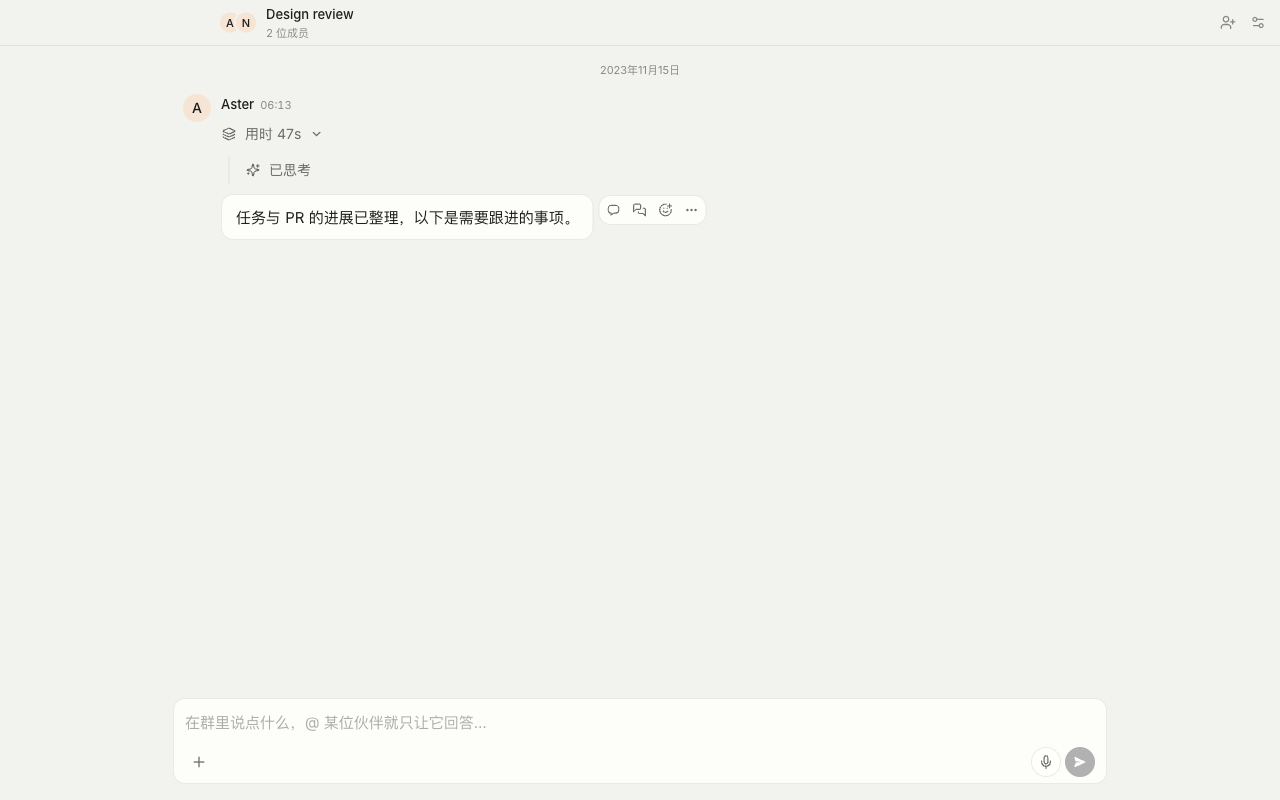 A N
Design review
2 位成员
2023年11月15日
A
Aster 06:13
用时 47s
已思考
任务与 PR 的进展已整理，以下是需要跟进的事项。
在群里说点什么，@ 某位伙伴就只让它回答...